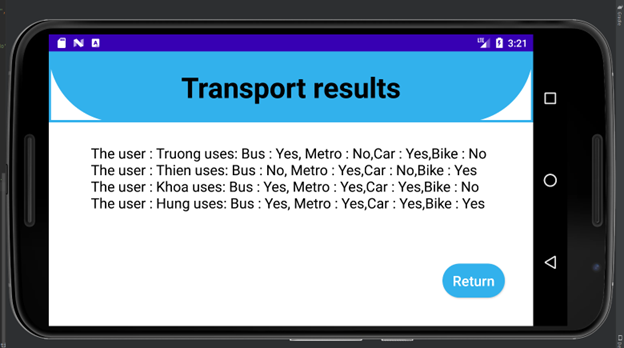 LTE 3:21
Transport results
The user : Truong uses: Bus : Yes, Metro : No,Car : Yes,Bike : No
The user : Thien uses: Bus : No, Metro : Yes,Car : No,Bike : Yes
The user : Khoa uses: Bus : Yes, Metro : Yes,Car : Yes,Bike : No
The user : Hung uses: Bus : Yes, Metro : Yes,Car : Yes,Bike : Yes
Return